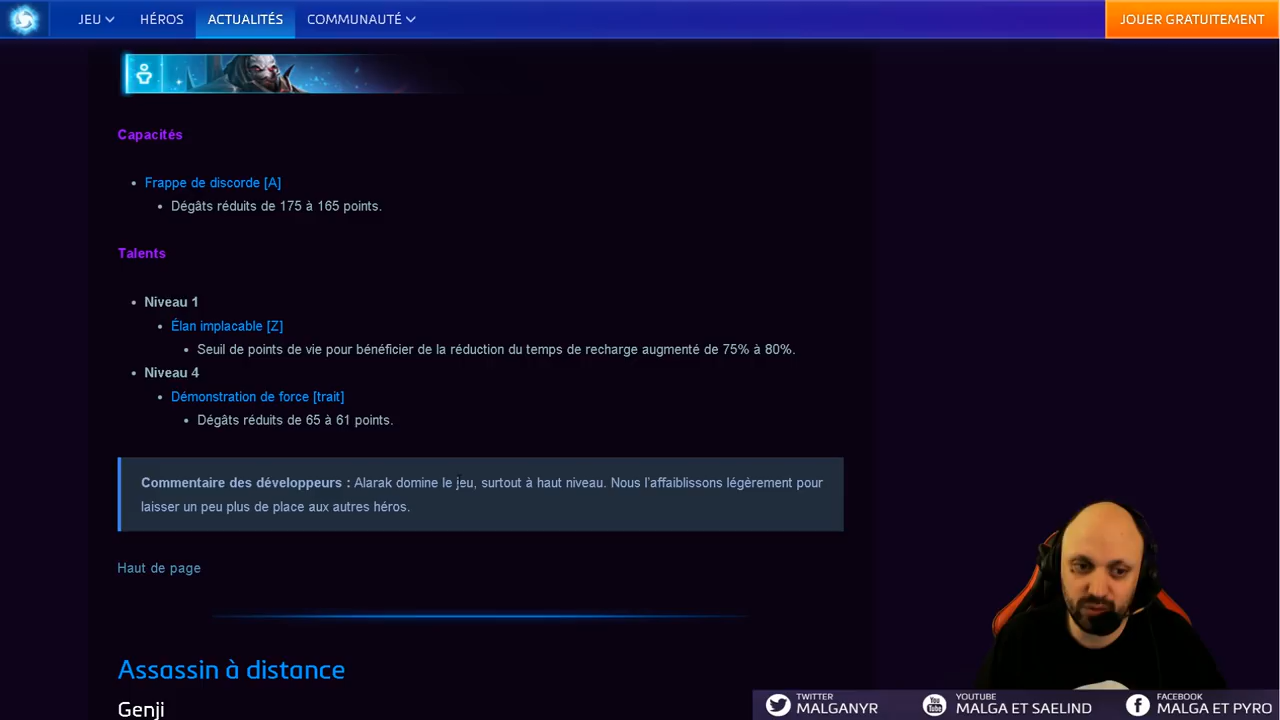 JEU HÉROS ACTUALITÉS COMMUNAUTÉ JOUER GRATUITEMENT
Capacités
Frappe de discorde [A]
Dégâts réduits de 175 à 165 points.
Talents
Niveau 1
Élan implacable [Z]
Seuil de points de vie pour bénéficier de la réduction du temps de recharge augmenté de 75% à 80%.
Niveau 4
Démonstration de force [trait]
Dégâts réduits de 65 à 61 points.
Commentaire des développeurs : Alarak domine le jeu, surtout à haut niveau. Nous l'affaiblissons légèrement pour
laisser un peu plus de place aux autres héros.
Haut de page
Assassin à distance
Genji
TWITTER
MALGANYR
YOUTUBE
MALGA ET SAELIND
FACEBOOK
MALGA ET PYRO